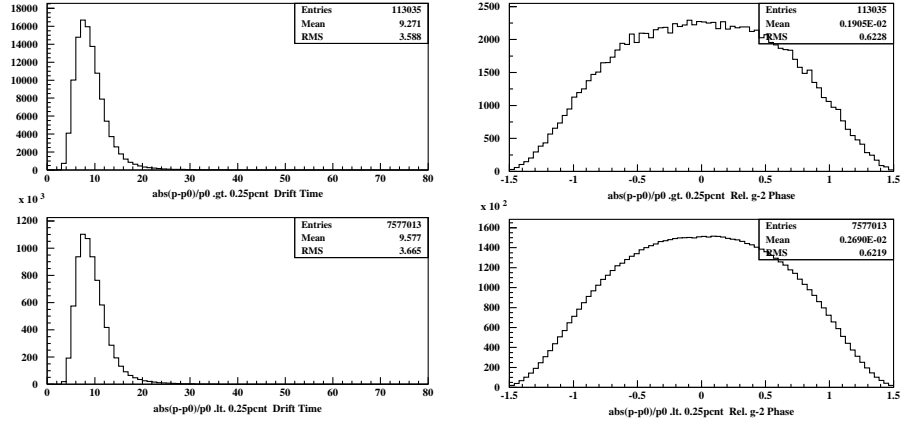 Entries 113035
Mean 9.271
RMS 3.588
18000
16000
14000
12000
10000
8000
6000
4000
2000
0
0 10 20 30 40 50 60 70 80
abs(p-p0)/p0 .gt. 0.25pcnt Drift Time
Entries 113035
Mean 0.1905E-02
RMS 0.6228
2500
2250
2000
1750
1500
1250
1000
750
500
250
0
-1.5 -1 -0.5 0 0.5 1 1.5
abs(p-p0)/p0 .gt. 0.25pcnt Rel. g-2 Phase
x 10 3
Entries 7577013
Mean 9.577
RMS 3.665
1200
1000
800
600
400
200
0
0 10 20 30 40 50 60 70 80
abs(p-p0)/p0 .lt. 0.25pcnt Drift Time
x 10 2
Entries 7577013
Mean 0.2690E-02
RMS 0.6219
1600
1400
1200
1000
800
600
400
200
0
-1.5 -1 -0.5 0 0.5 1 1.5
abs(p-p0)/p0 .lt. 0.25pcnt Rel. g-2 Phase